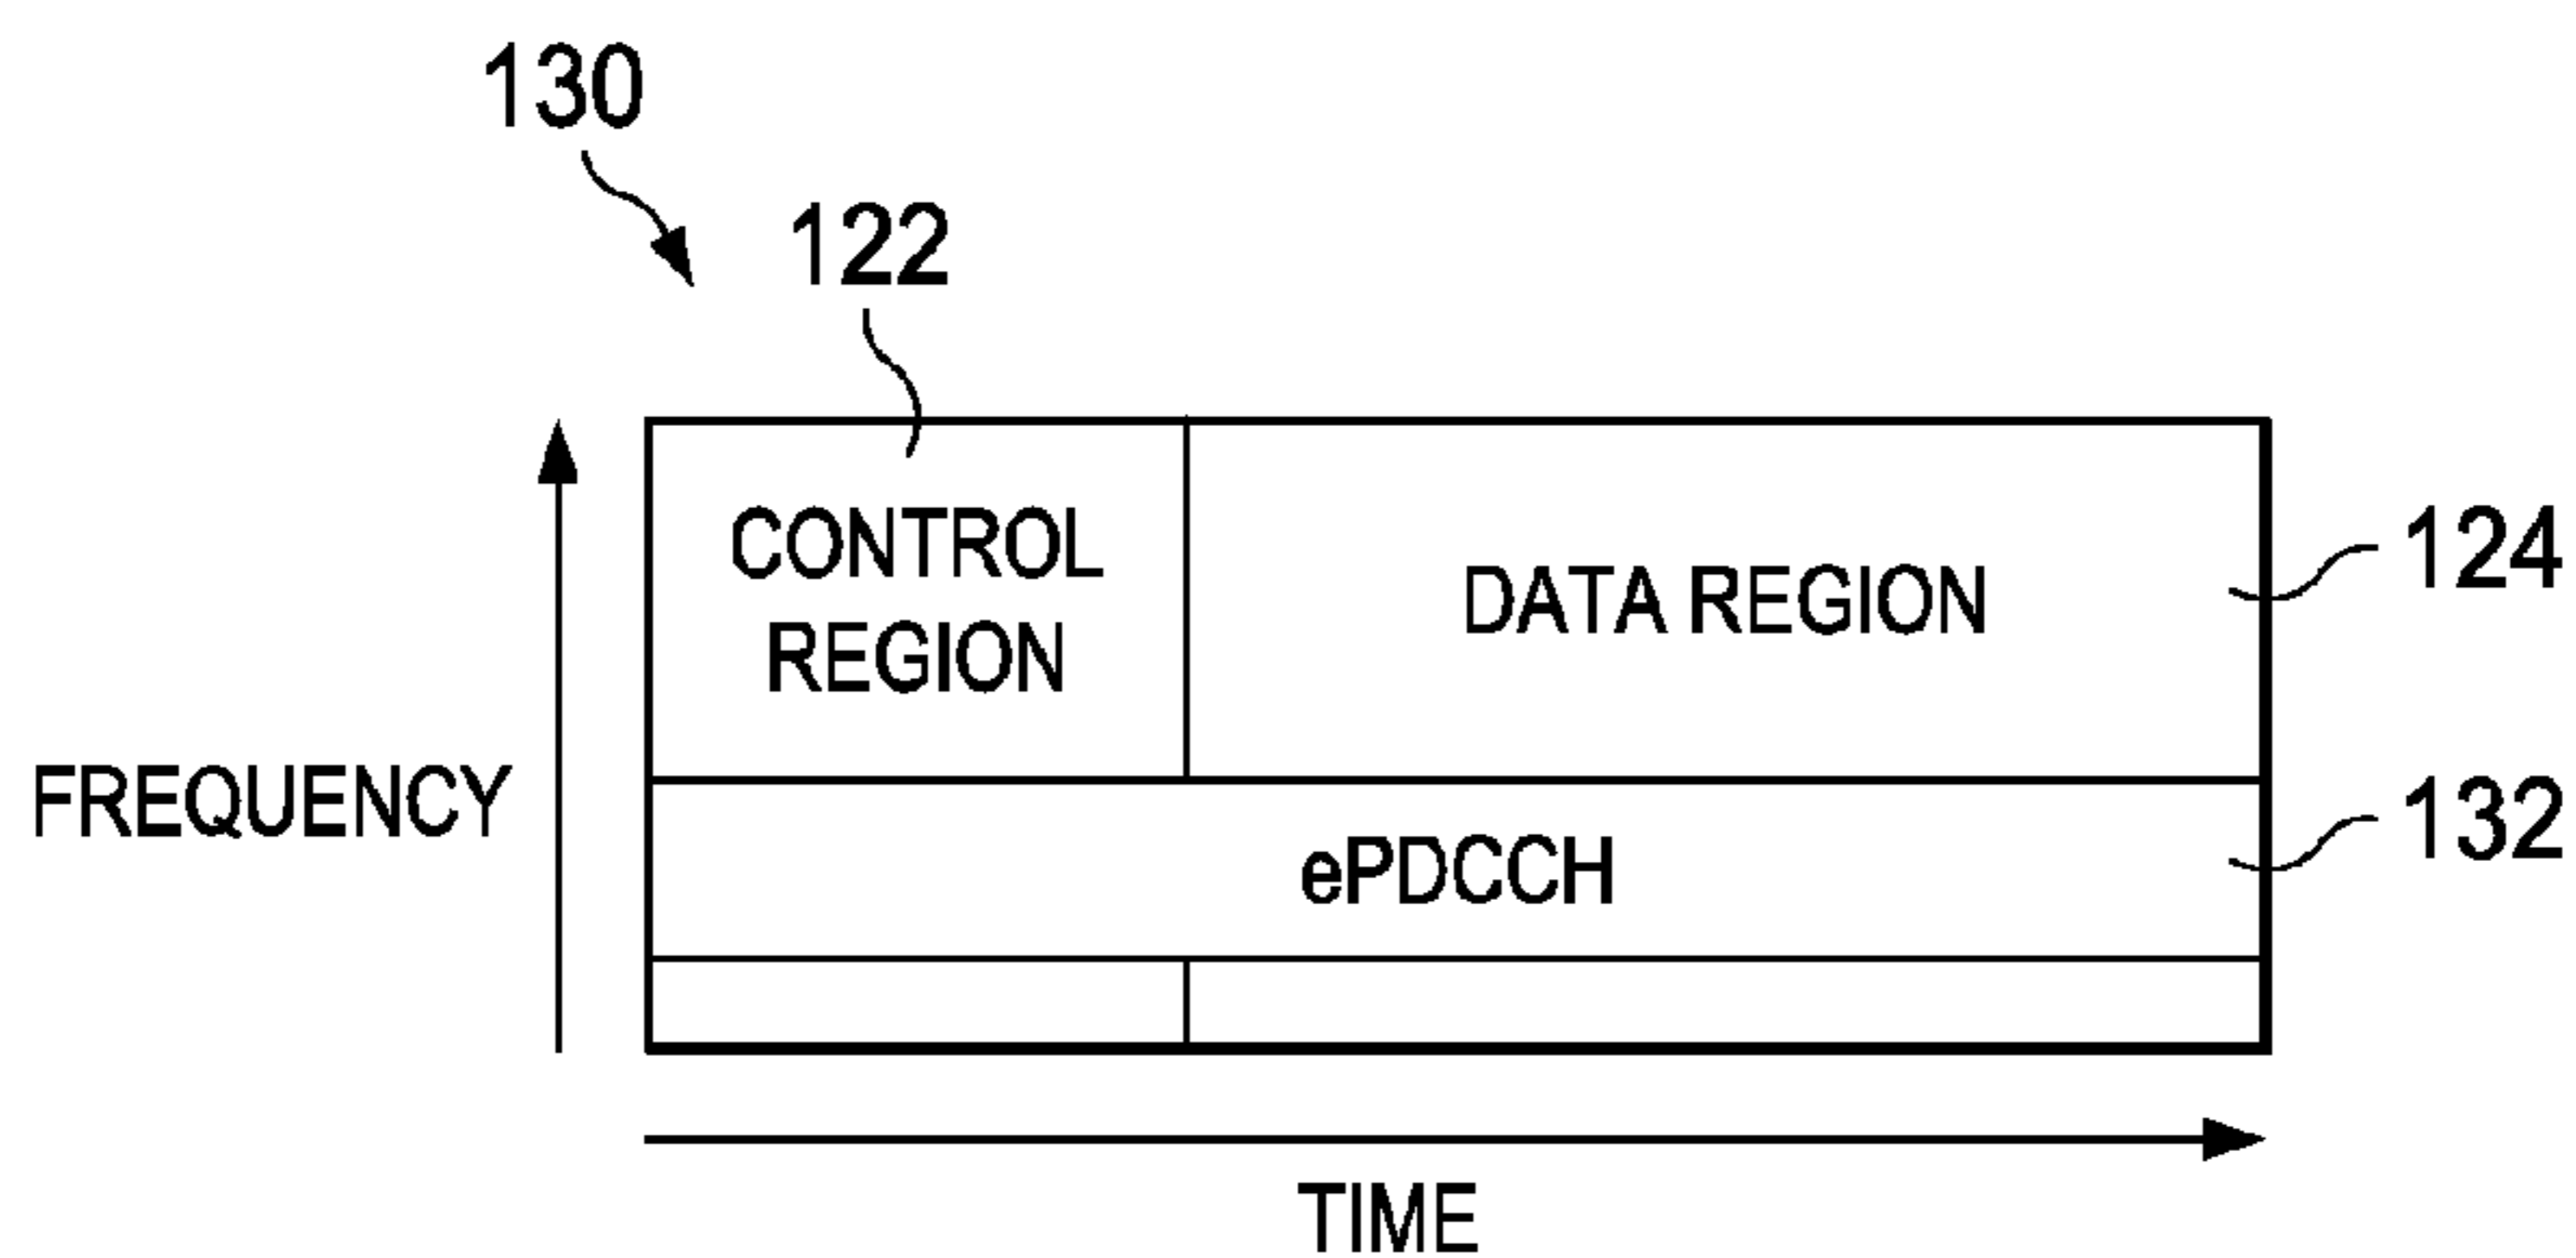 130
122
CONTROL
REGION
DATA REGION
124
FREQUENCY
ePDCCH
132
TIME